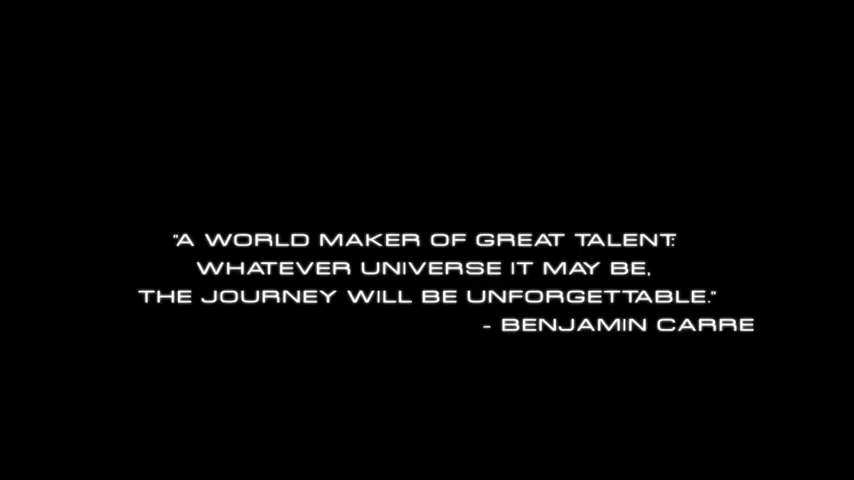 "A WORLD MAKER OF GREAT TALENT:
WHATEVER UNIVERSE IT MAY BE,
THE JOURNEY WILL BE UNFORGETTABLE."
- BENJAMIN CARRE